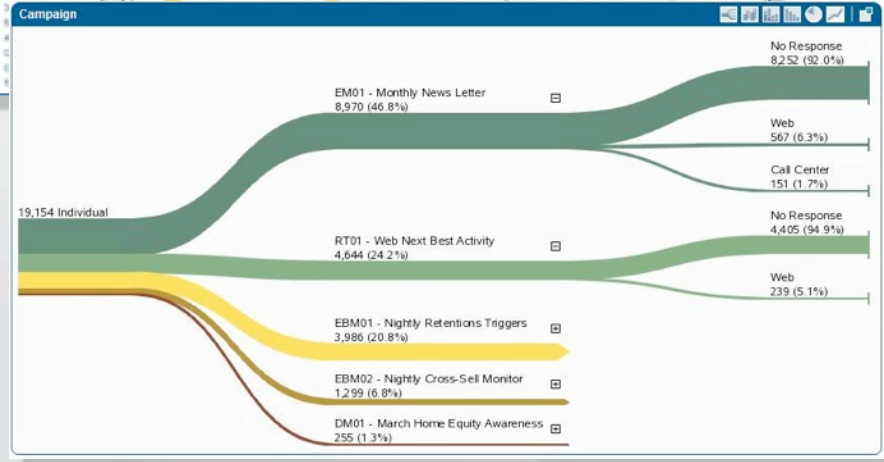 Campaign
No Response
8,252 (92.0%)
EM01 - Monthly News Letter
8,970 (46.8%)
Web
567 (6.3%)
Call Center
151 (1.7%)
19,154 Individual
No Response
4,405 (94.9%)
RT01 - Web Next Best Activity
4,644 (24.2%)
Web
239 (5.1%)
EBM01 - Nightly Retentions Triggers
3,986 (20.8%)
EBM02 - Nightly Cross-Sell Monitor
1,299 (6.8%)
DM01 - March Home Equity Awareness
255 (1.3%)